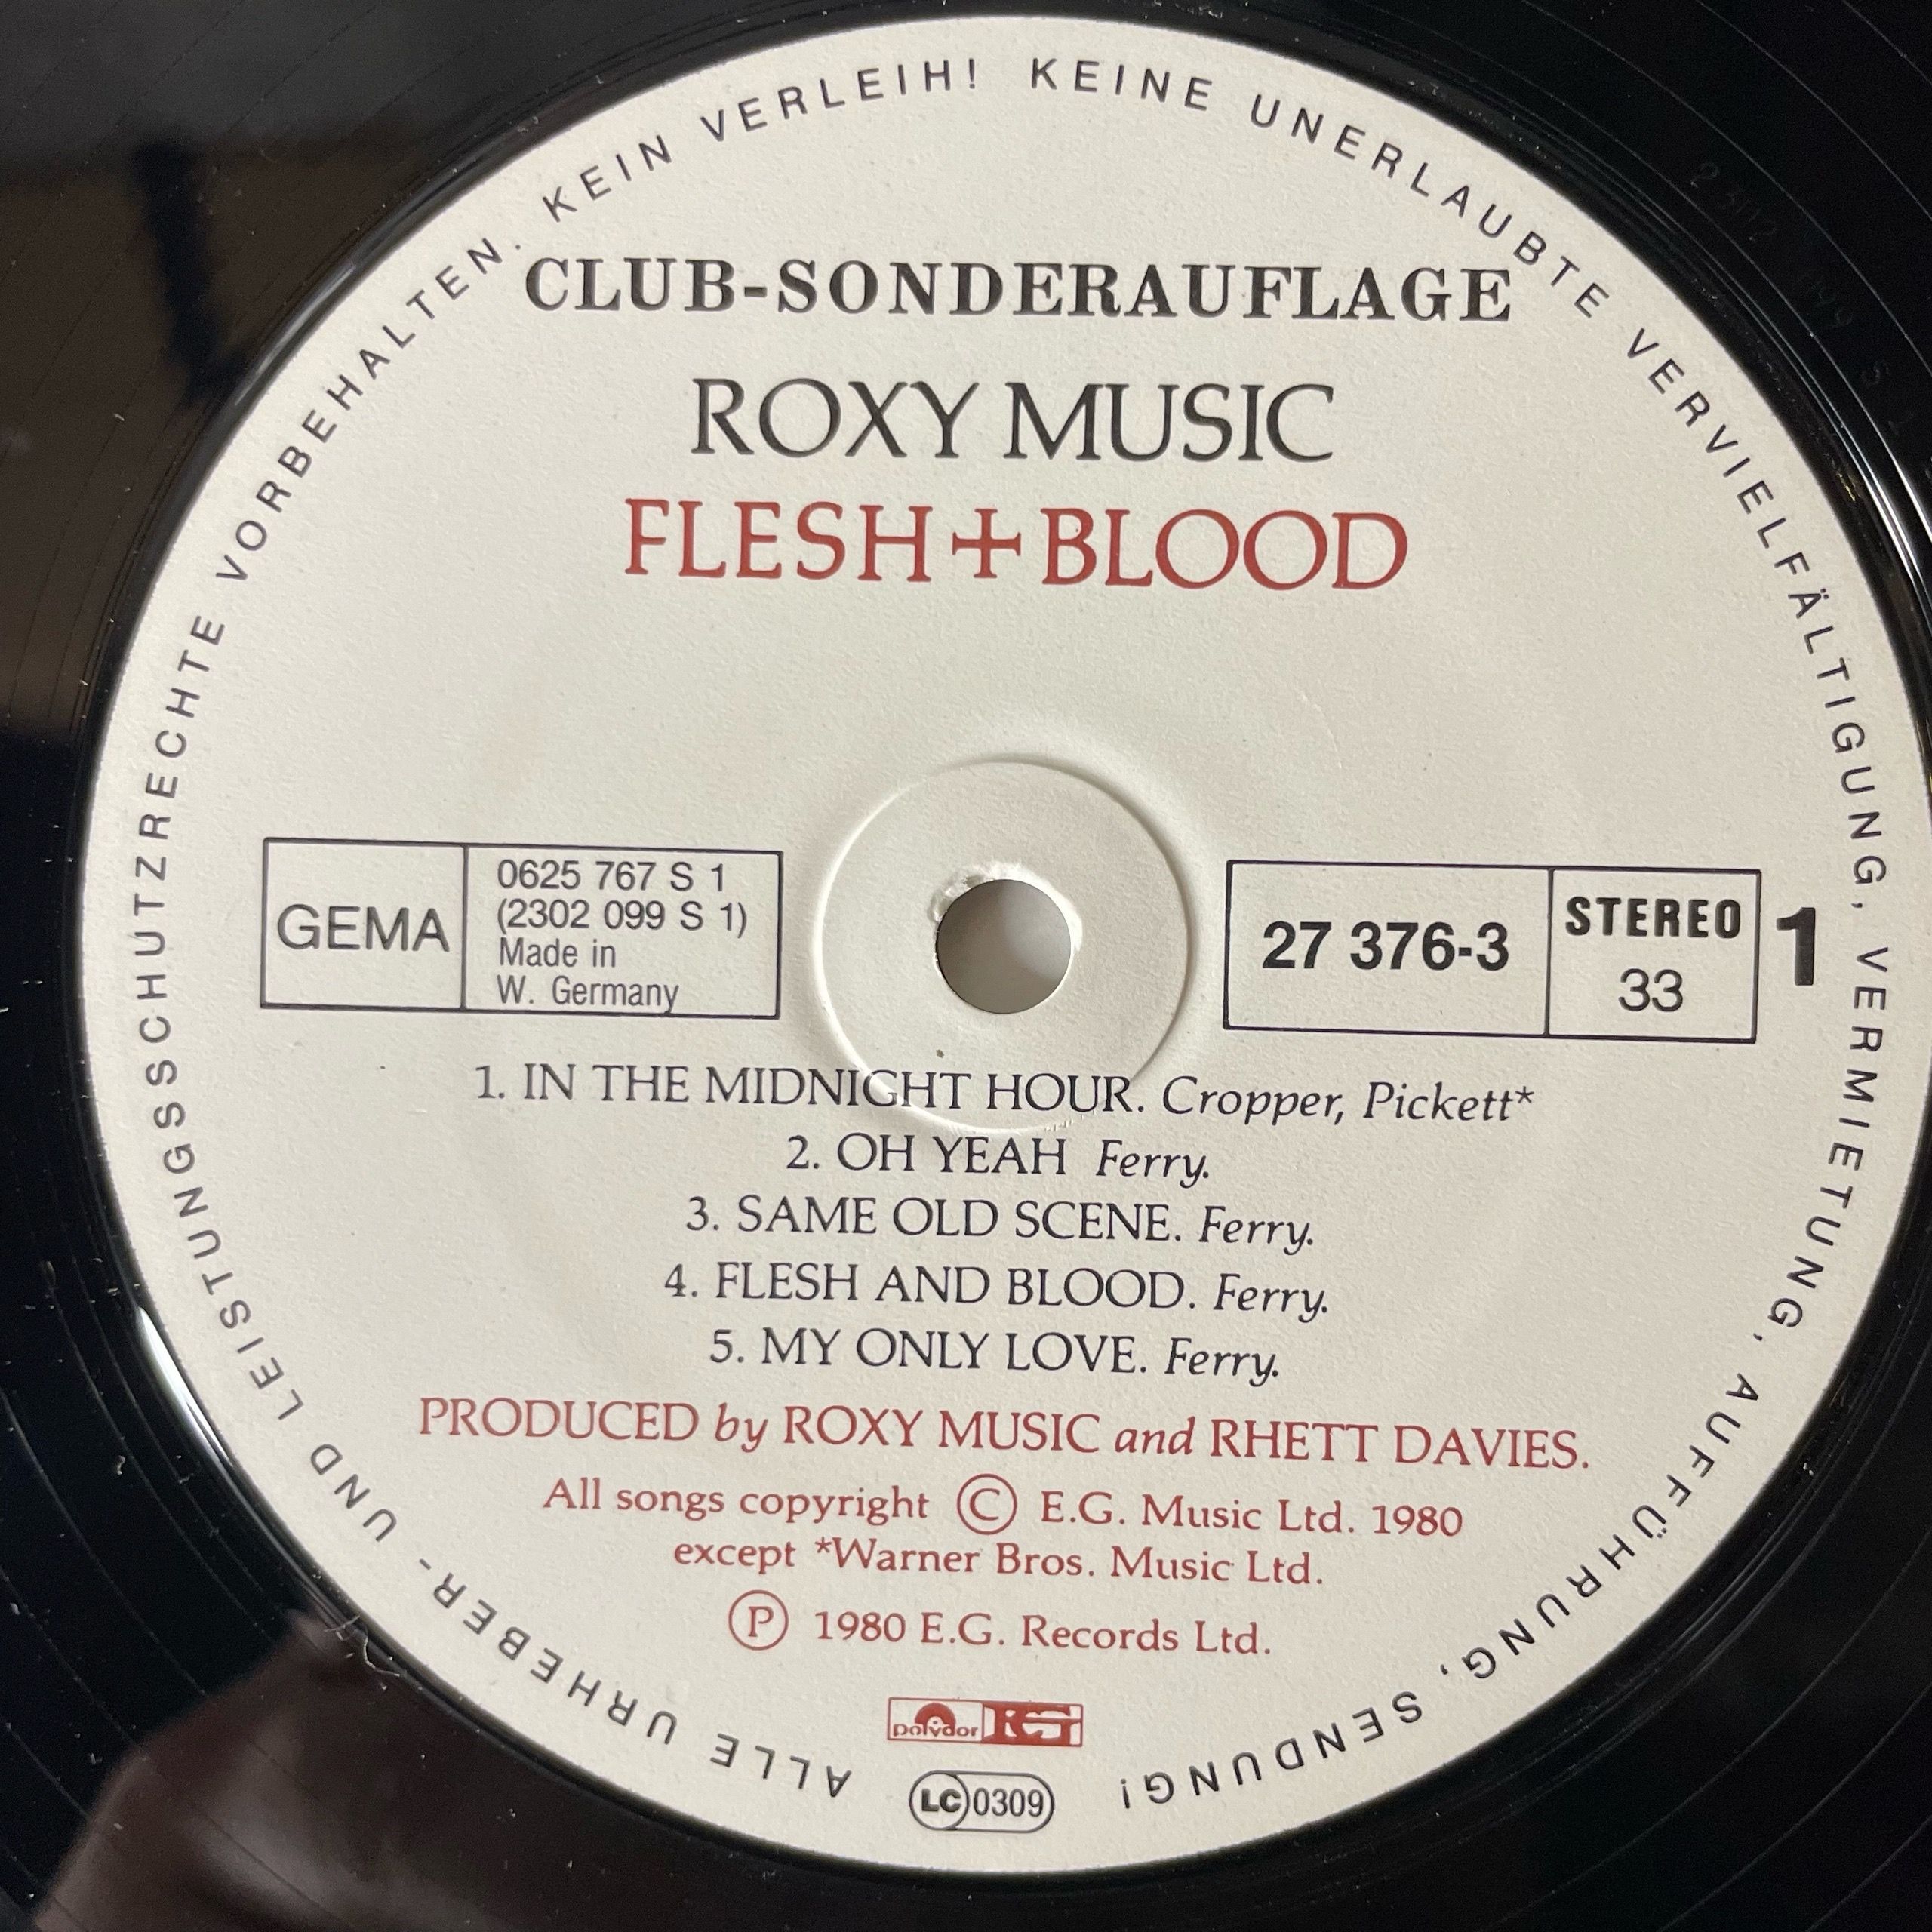 ALLE URHEBER- UND LEISTUNGSSCHUTZRECHTE VORBEHALTEN. KEIN VERLEIH! KEINE UNERLAUBTE VERVIELFÄLTIGUNG, VERMIETUNG, AUFFÜHRUNG, SENDUNG!
CLUB-SONDERAUFLAGE
ROXY MUSIC
FLESH+BLOOD
GEMA
0625 767 S 1
(2302 099 S 1)
Made in
W. Germany
27 376-3
STEREO
33
1
1. IN THE MIDNIGHT HOUR. Cropper, Pickett*
2. OH YEAH Ferry.
3. SAME OLD SCENE. Ferry.
4. FLESH AND BLOOD. Ferry.
5. MY ONLY LOVE. Ferry.
PRODUCED by ROXY MUSIC and RHETT DAVIES.
All songs copyright © E.G. Music Ltd. 1980
except *Warner Bros. Music Ltd.
℗ 1980 E.G. Records Ltd.
polydor EG
LC 0309